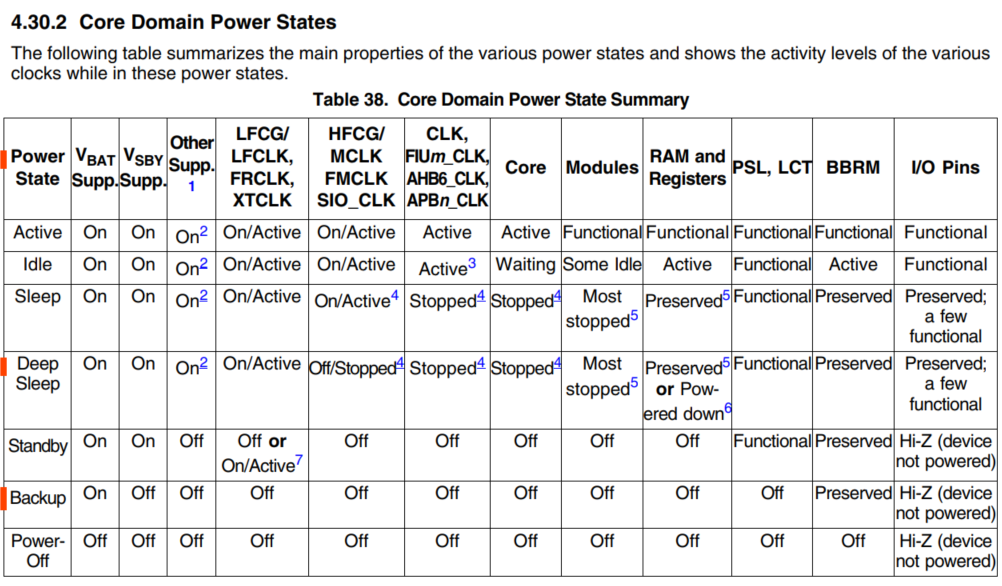 4.30.2 Core Domain Power States
The following table summarizes the main properties of the various power states and shows the activity levels of the various
clocks while in these power states.
Table 38. Core Domain Power State Summary
Power State | VBAT Supp. | VSBY Supp. | Other Supp. 1 | LFCG/ LFCLK, FRCLK, XTCLK | HFCG/ MCLK FMCLK SIO_CLK | CLK, FIUm_CLK, AHB6_CLK, APBn_CLK | Core | Modules | RAM and Registers | PSL, LCT | BBRM | I/O Pins
Active | On | On | On2 | On/Active | On/Active | Active | Active | Functional | Functional | Functional | Functional | Functional
Idle | On | On | On2 | On/Active | On/Active | Active3 | Waiting | Some Idle | Active | Functional | Active | Functional
Sleep | On | On | On2 | On/Active | On/Active4 | Stopped4 | Stopped4 | Most stopped5 | Preserved5 | Functional | Preserved | Preserved; a few functional
Deep Sleep | On | On | On2 | On/Active | Off/Stopped4 | Stopped4 | Stopped4 | Most stopped5 | Preserved5 or Pow-ered down6 | Functional | Preserved | Preserved; a few functional
Standby | On | On | Off | Off or On/Active7 | Off | Off | Off | Off | Off | Functional | Preserved | Hi-Z (device not powered)
Backup | On | Off | Off | Off | Off | Off | Off | Off | Off | Off | Preserved | Hi-Z (device not powered)
Power-Off | Off | Off | Off | Off | Off | Off | Off | Off | Off | Off | Off | Hi-Z (device not powered)